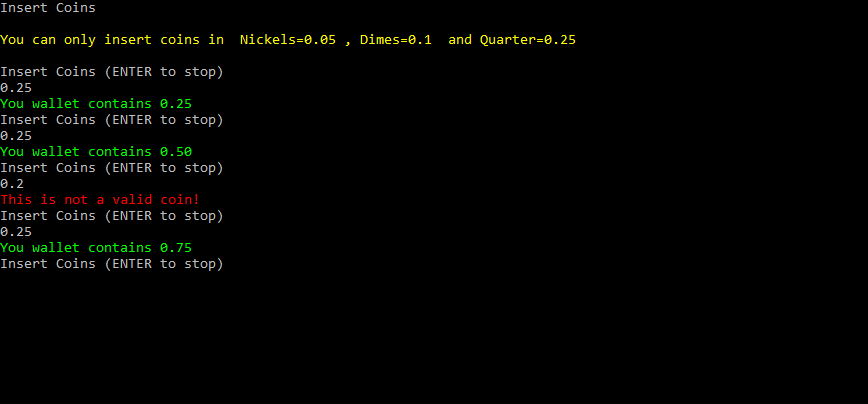 Insert Coins
You can only insert coins in  Nickels=0.05 , Dimes=0.1  and Quarter=0.25
Insert Coins (ENTER to stop)
0.25
You wallet contains 0.25
Insert Coins (ENTER to stop)
0.25
You wallet contains 0.50
Insert Coins (ENTER to stop)
0.2
This is not a valid coin!
Insert Coins (ENTER to stop)
0.25
You wallet contains 0.75
Insert Coins (ENTER to stop)